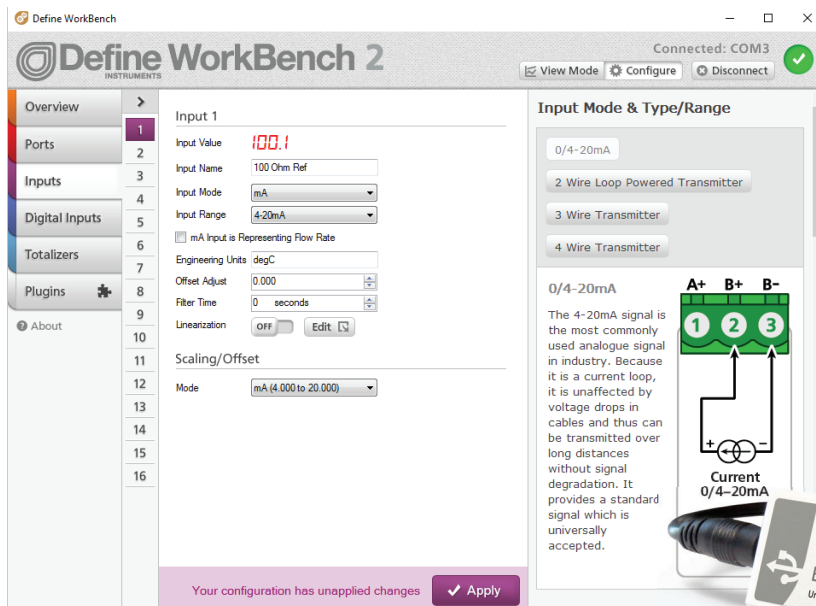 Define WorkBench
Define WorkBench 2
INSTRUMENTS
Connected: COM3
View Mode
Configure
Disconnect
Overview
Ports
Inputs
Digital Inputs
Totalizers
Plugins
About
1
2
3
4
5
6
7
8
9
10
11
12
13
14
15
16
Input 1
Input Value 100.1
Input Name 100 Ohm Ref
Input Mode mA
Input Range 4-20mA
mA Input is Representing Flow Rate
Engineering Units degC
Offset Adjust 0.000
Filter Time 0 seconds
Linearization OFF Edit
Scaling/Offset
Mode mA (4.000 to 20.000)
Your configuration has unapplied changes
Apply
Input Mode & Type/Range
0/4-20mA
2 Wire Loop Powered Transmitter
3 Wire Transmitter
4 Wire Transmitter
0/4-20mA
The 4-20mA signal is
the most commonly
used analogue signal
in industry. Because
it is a current loop,
it is unaffected by
voltage drops in
cables and thus can
be transmitted over
long distances
without signal
degradation. It
provides a standard
signal which is
universally
accepted.
A+ B+ B-
1 2 3
+ −
Current
0/4–20mA